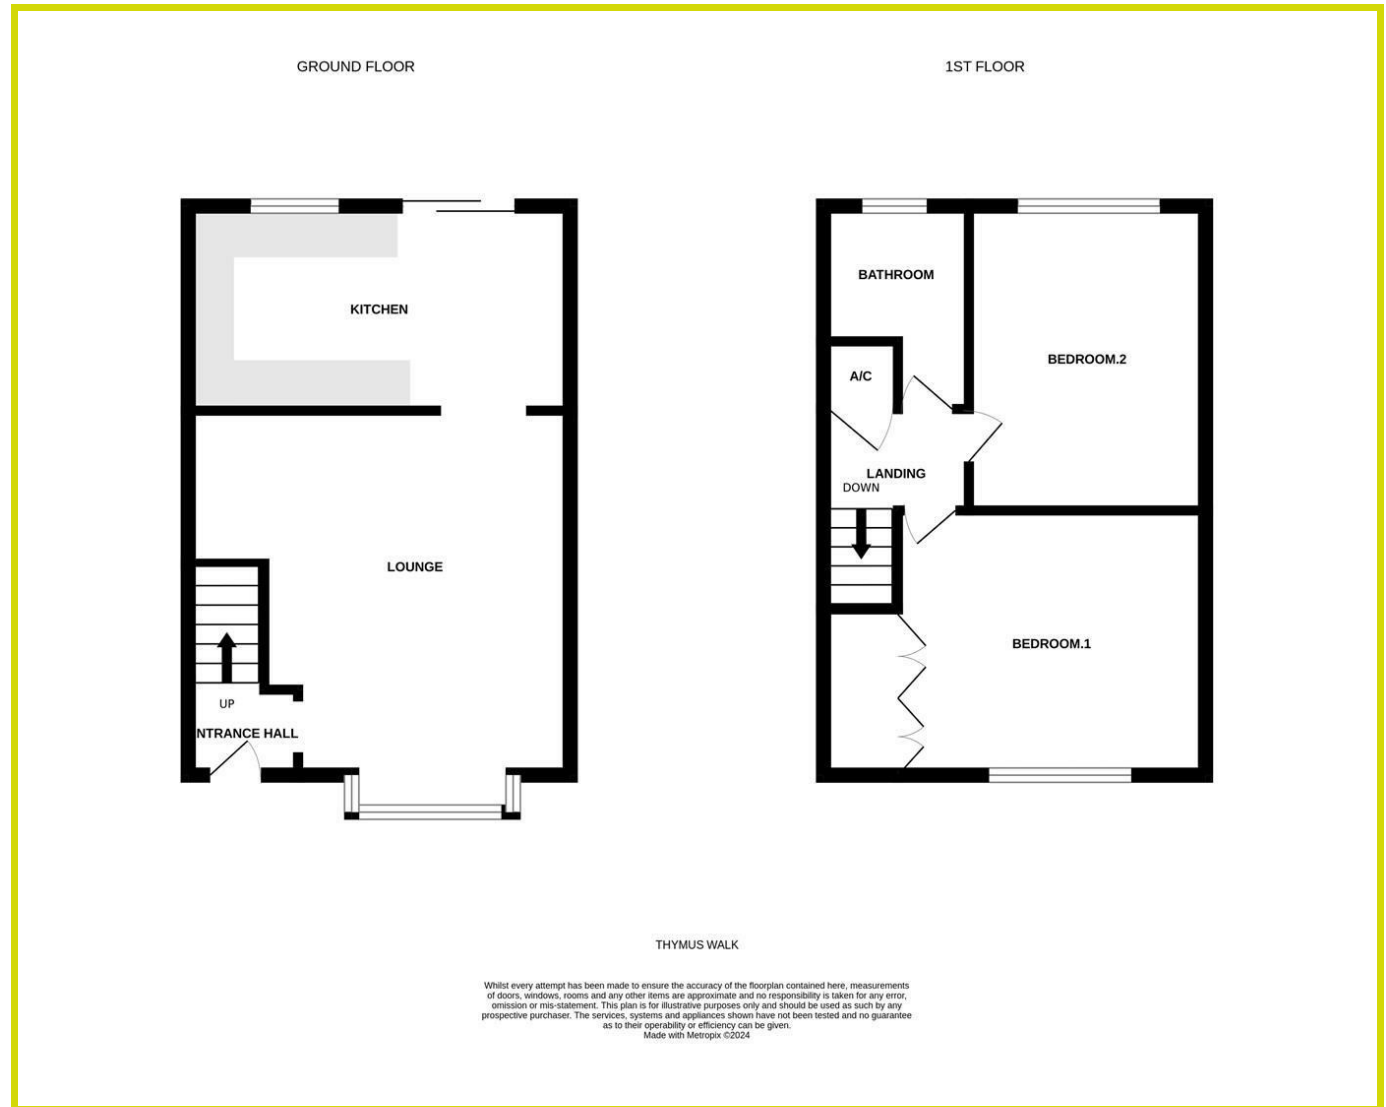 GROUND FLOOR
1ST FLOOR
KITCHEN
LOUNGE
UP
NTRANCE HALL
BATHROOM
A/C
BEDROOM.2
LANDING
DOWN
BEDROOM.1
THYMUS WALK
Whilst every attempt has been made to ensure the accuracy of the floorplan contained here, measurements
of doors, windows, rooms and any other items are approximate and no responsibility is taken for any error,
omission or mis-statement. This plan is for illustrative purposes only and should be used as such by any
prospective purchaser. The services, systems and appliances shown have not been tested and no guarantee
as to their operability or efficiency can be given.
Made with Metropix ©2024